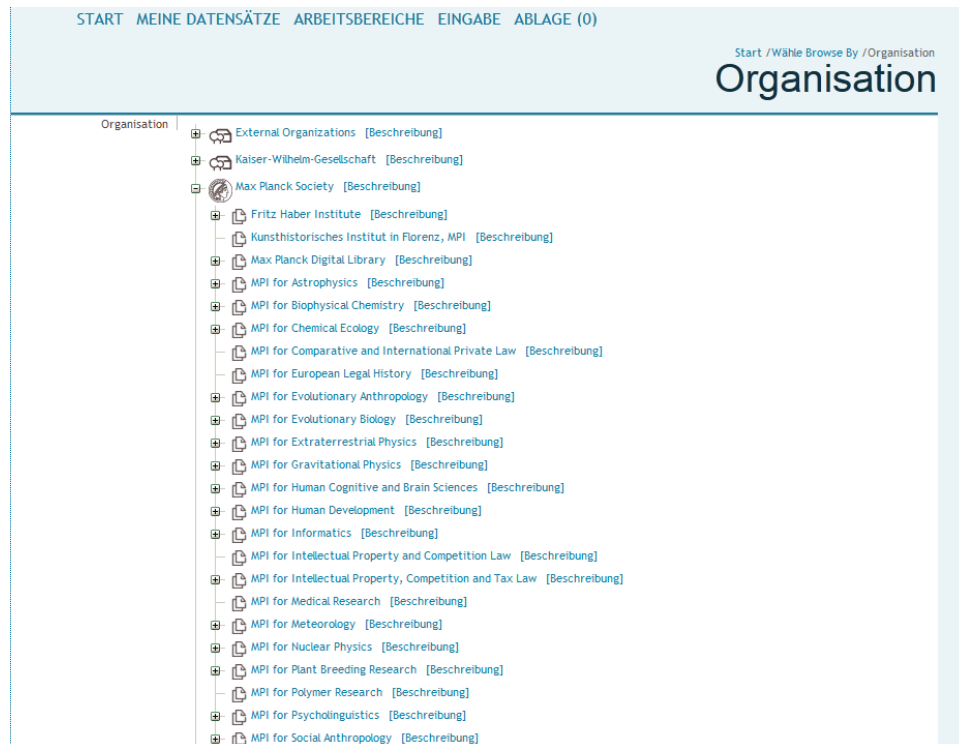 START MEINE DATENSÄTZE ARBEITSBEREICHE EINGABE ABLAGE (0)
Start /Wähle Browse By /Organisation
Organisation
Organisation
External Organizations [Beschreibung]
Kaiser-Wilhelm-Gesellschaft [Beschreibung]
Max Planck Society [Beschreibung]
Fritz Haber Institute [Beschreibung]
Kunsthistorisches Institut in Florenz, MPI [Beschreibung]
Max Planck Digital Library [Beschreibung]
MPI for Astrophysics [Beschreibung]
MPI for Biophysical Chemistry [Beschreibung]
MPI for Chemical Ecology [Beschreibung]
MPI for Comparative and International Private Law [Beschreibung]
MPI for European Legal History [Beschreibung]
MPI for Evolutionary Anthropology [Beschreibung]
MPI for Evolutionary Biology [Beschreibung]
MPI for Extraterrestrial Physics [Beschreibung]
MPI for Gravitational Physics [Beschreibung]
MPI for Human Cognitive and Brain Sciences [Beschreibung]
MPI for Human Development [Beschreibung]
MPI for Informatics [Beschreibung]
MPI for Intellectual Property and Competition Law [Beschreibung]
MPI for Intellectual Property, Competition and Tax Law [Beschreibung]
MPI for Medical Research [Beschreibung]
MPI for Meteorology [Beschreibung]
MPI for Nuclear Physics [Beschreibung]
MPI for Plant Breeding Research [Beschreibung]
MPI for Polymer Research [Beschreibung]
MPI for Psycholinguistics [Beschreibung]
MPI for Social Anthropology [Beschreibung]